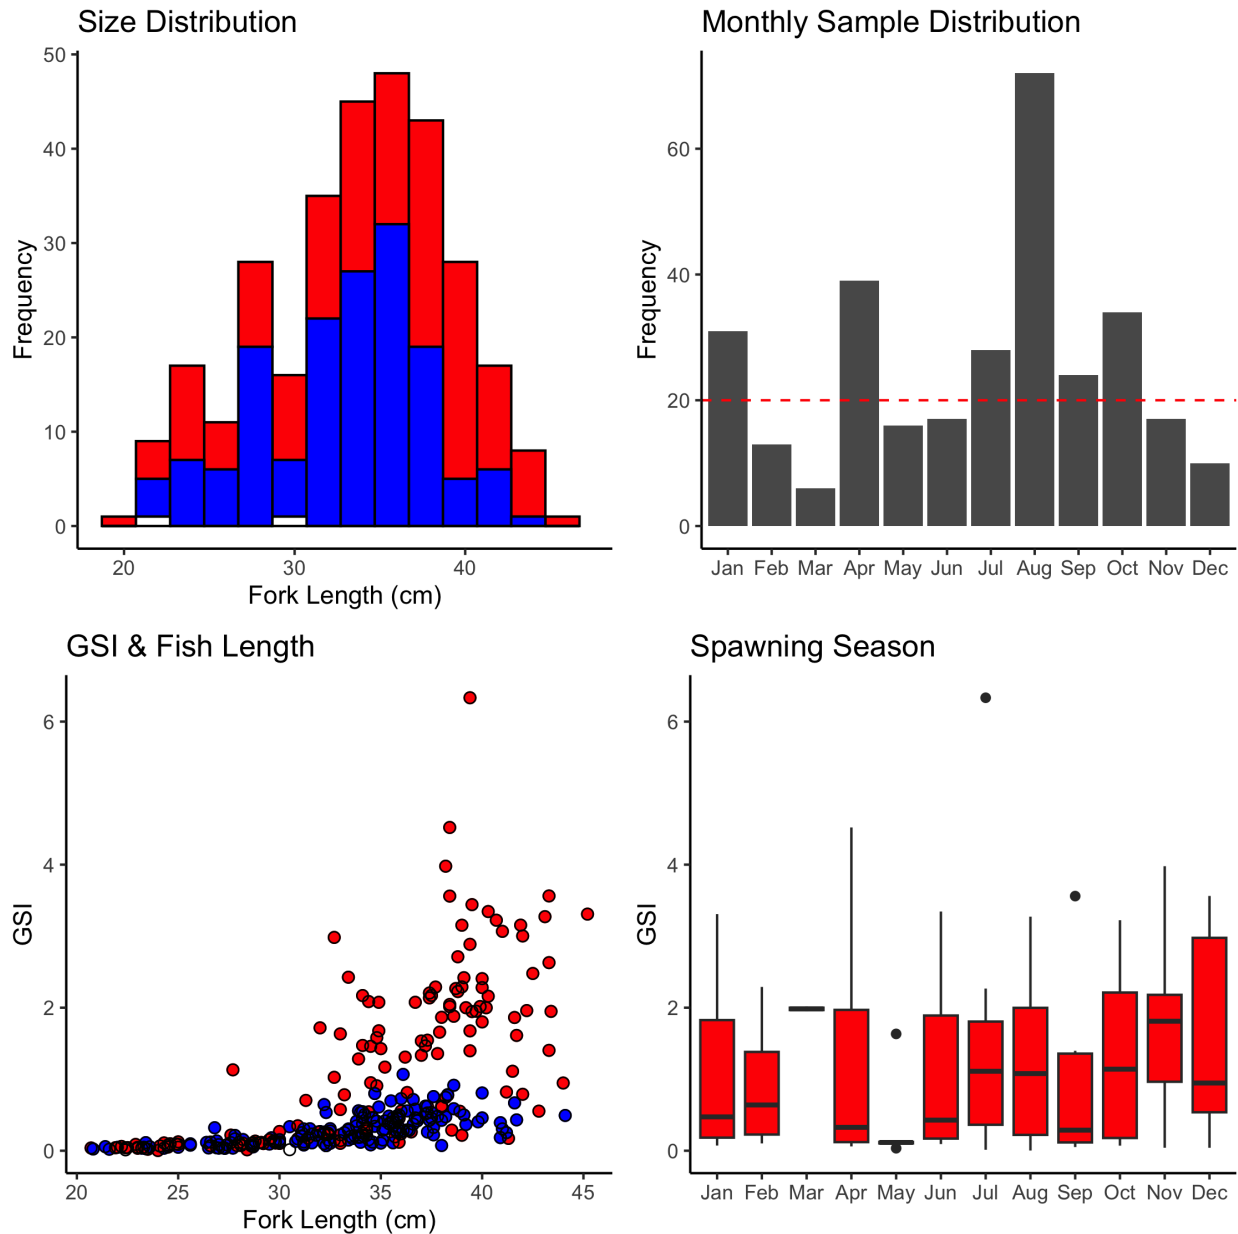 Size Distribution
Frequency
50
40
30
20
10
0
20 30 40
Fork Length (cm)
Monthly Sample Distribution
Frequency
60
40
20
0
Jan Feb Mar Apr May Jun Jul Aug Sep Oct Nov Dec
GSI & Fish Length
GSI
6
4
2
0
20 25 30 35 40 45
Fork Length (cm)
Spawning Season
GSI
6
4
2
0
Jan Feb Mar Apr May Jun Jul Aug Sep Oct Nov Dec